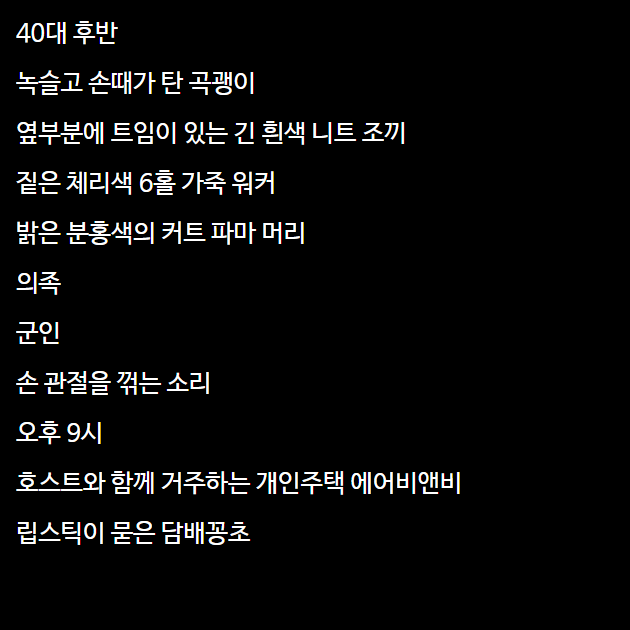 40대 후반
녹슬고 손때가 탄 곡괭이
옆부분에 트임이 있는 긴 흰색 니트 조끼
짙은 체리색 6홀 가죽 워커
밝은 분홍색의 커트 파마 머리
의족
군인
손 관절을 꺾는 소리
오후 9시
호스트와 함께 거주하는 개인주택 에어비앤비
립스틱이 묻은 담배꽁초